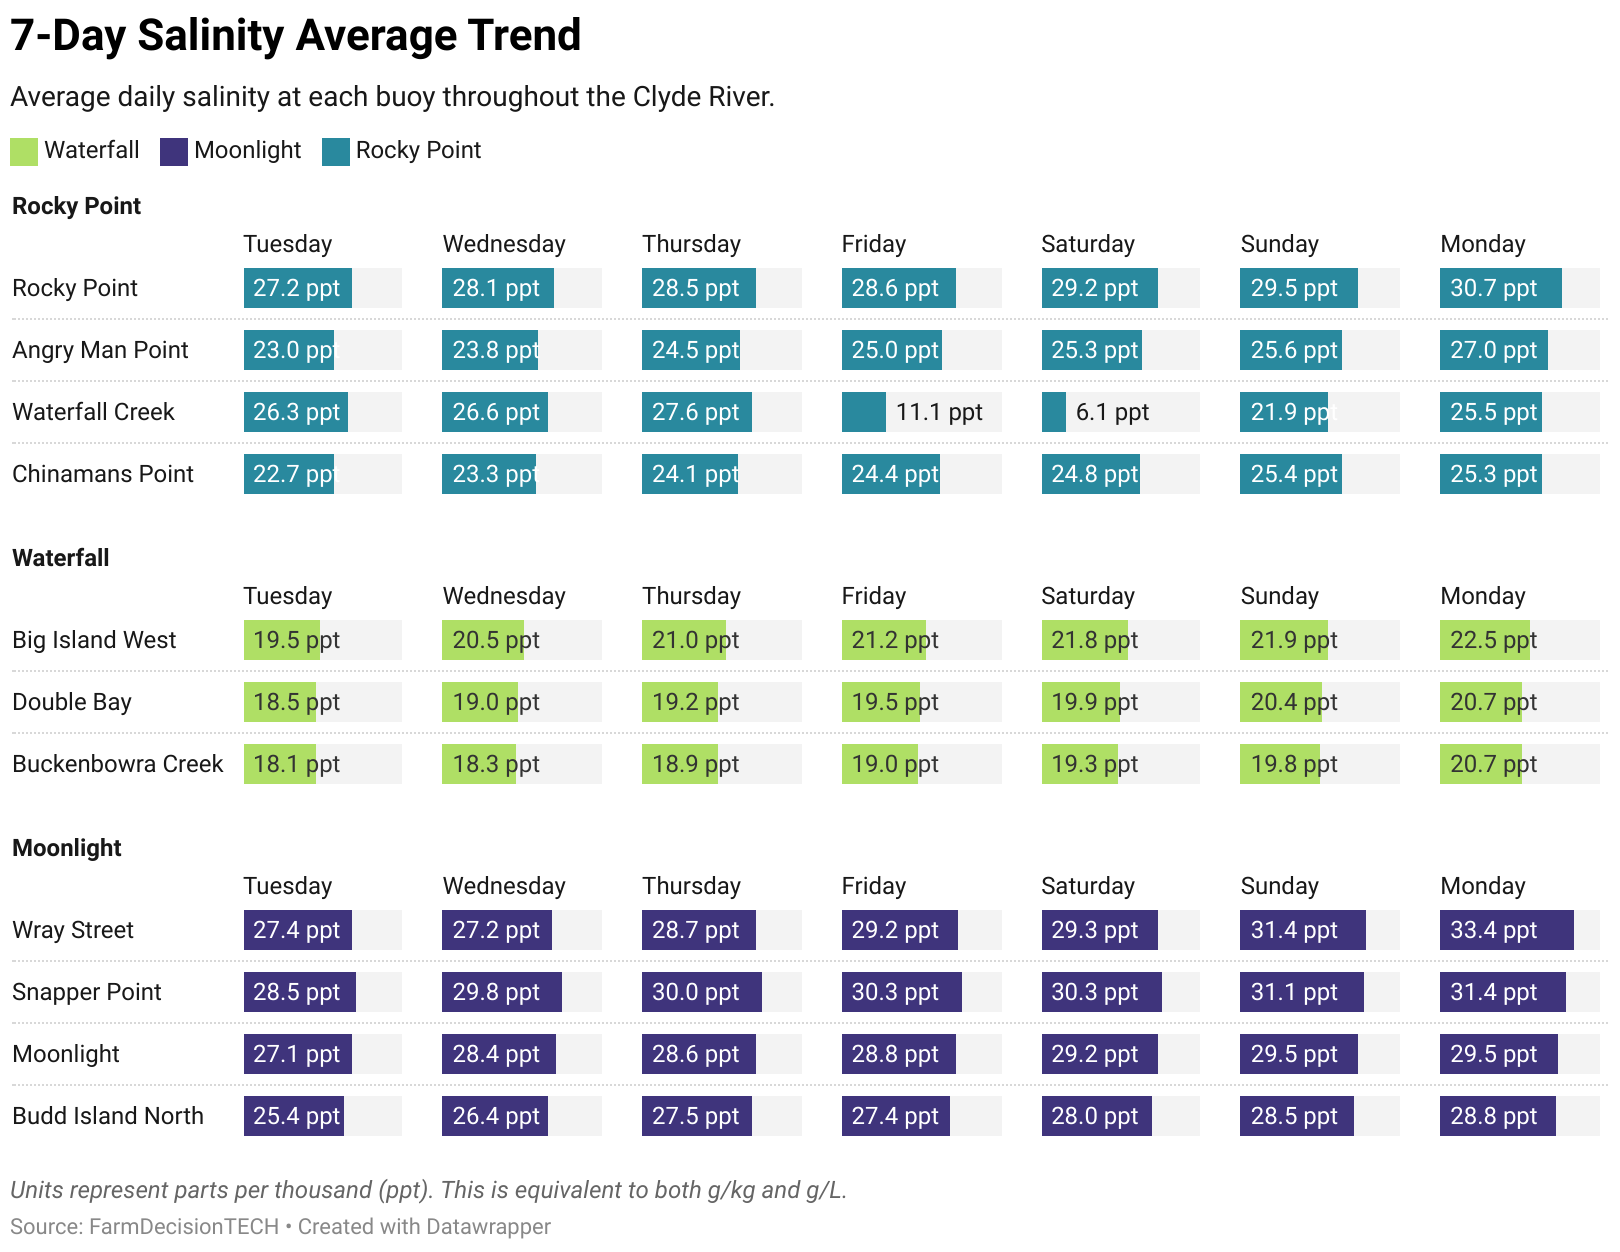 7-Day Salinity Average Trend
Average daily salinity at each buoy throughout the Clyde River.
Waterfall Moonlight Rocky Point
Rocky Point
Tuesday Wednesday Thursday Friday Saturday Sunday Monday
Rocky Point 27.2 ppt 28.1 ppt 28.5 ppt 28.6 ppt 29.2 ppt 29.5 ppt 30.7 ppt
Angry Man Point 23.0 ppt 23.8 ppt 24.5 ppt 25.0 ppt 25.3 ppt 25.6 ppt 27.0 ppt
Waterfall Creek 26.3 ppt 26.6 ppt 27.6 ppt 11.1 ppt 6.1 ppt 21.9 ppt 25.5 ppt
Chinamans Point 22.7 ppt 23.3 ppt 24.1 ppt 24.4 ppt 24.8 ppt 25.4 ppt 25.3 ppt
Waterfall
Tuesday Wednesday Thursday Friday Saturday Sunday Monday
Big Island West 19.5 ppt 20.5 ppt 21.0 ppt 21.2 ppt 21.8 ppt 21.9 ppt 22.5 ppt
Double Bay 18.5 ppt 19.0 ppt 19.2 ppt 19.5 ppt 19.9 ppt 20.4 ppt 20.7 ppt
Buckenbowra Creek 18.1 ppt 18.3 ppt 18.9 ppt 19.0 ppt 19.3 ppt 19.8 ppt 20.7 ppt
Moonlight
Tuesday Wednesday Thursday Friday Saturday Sunday Monday
Wray Street 27.4 ppt 27.2 ppt 28.7 ppt 29.2 ppt 29.3 ppt 31.4 ppt 33.4 ppt
Snapper Point 28.5 ppt 29.8 ppt 30.0 ppt 30.3 ppt 30.3 ppt 31.1 ppt 31.4 ppt
Moonlight 27.1 ppt 28.4 ppt 28.6 ppt 28.8 ppt 29.2 ppt 29.5 ppt 29.5 ppt
Budd Island North 25.4 ppt 26.4 ppt 27.5 ppt 27.4 ppt 28.0 ppt 28.5 ppt 28.8 ppt
Units represent parts per thousand (ppt). This is equivalent to both g/kg and g/L.
Source: FarmDecisionTECH • Created with Datawrapper